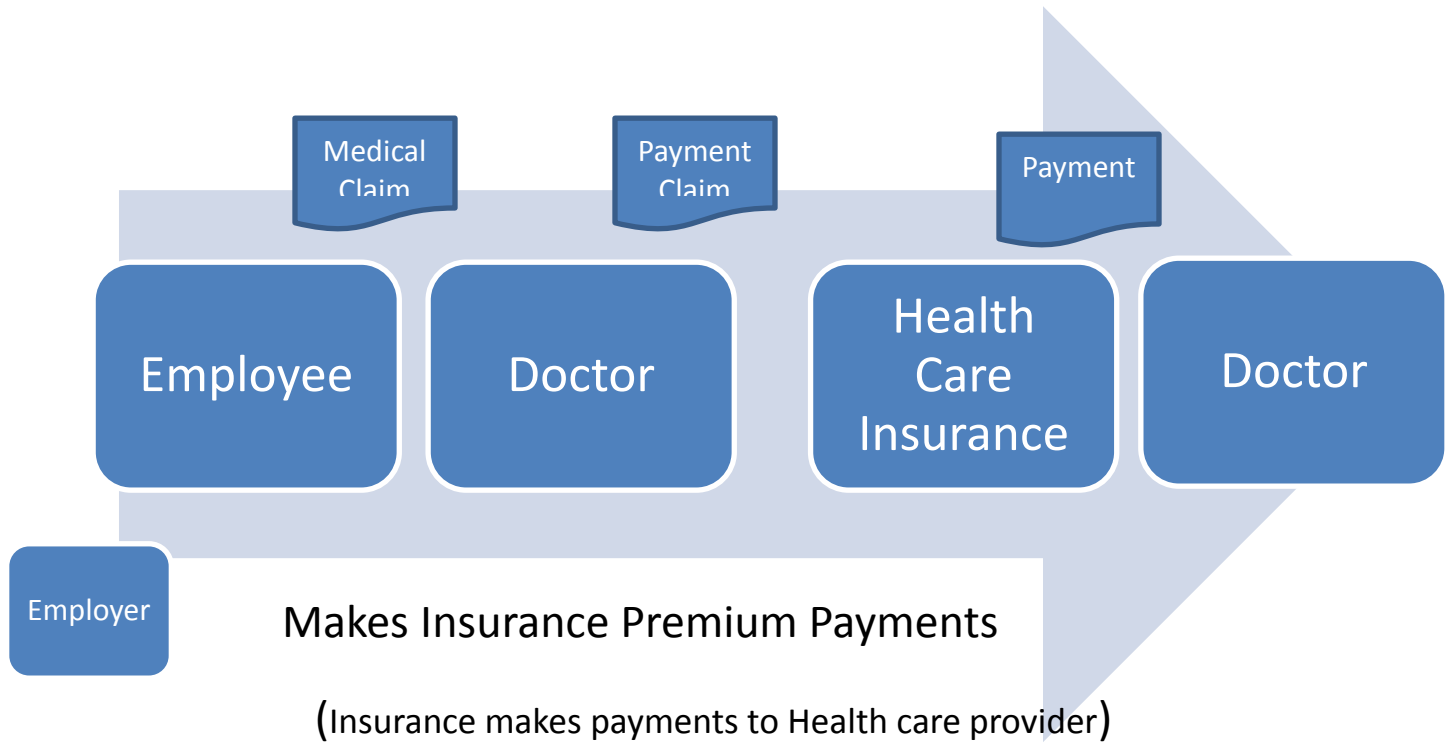 Medical
Claim
Payment
Claim
Payment
Employee
Doctor
Health
Care
Insurance
Doctor
Employer
Makes Insurance Premium Payments
(Insurance makes payments to Health care provider)